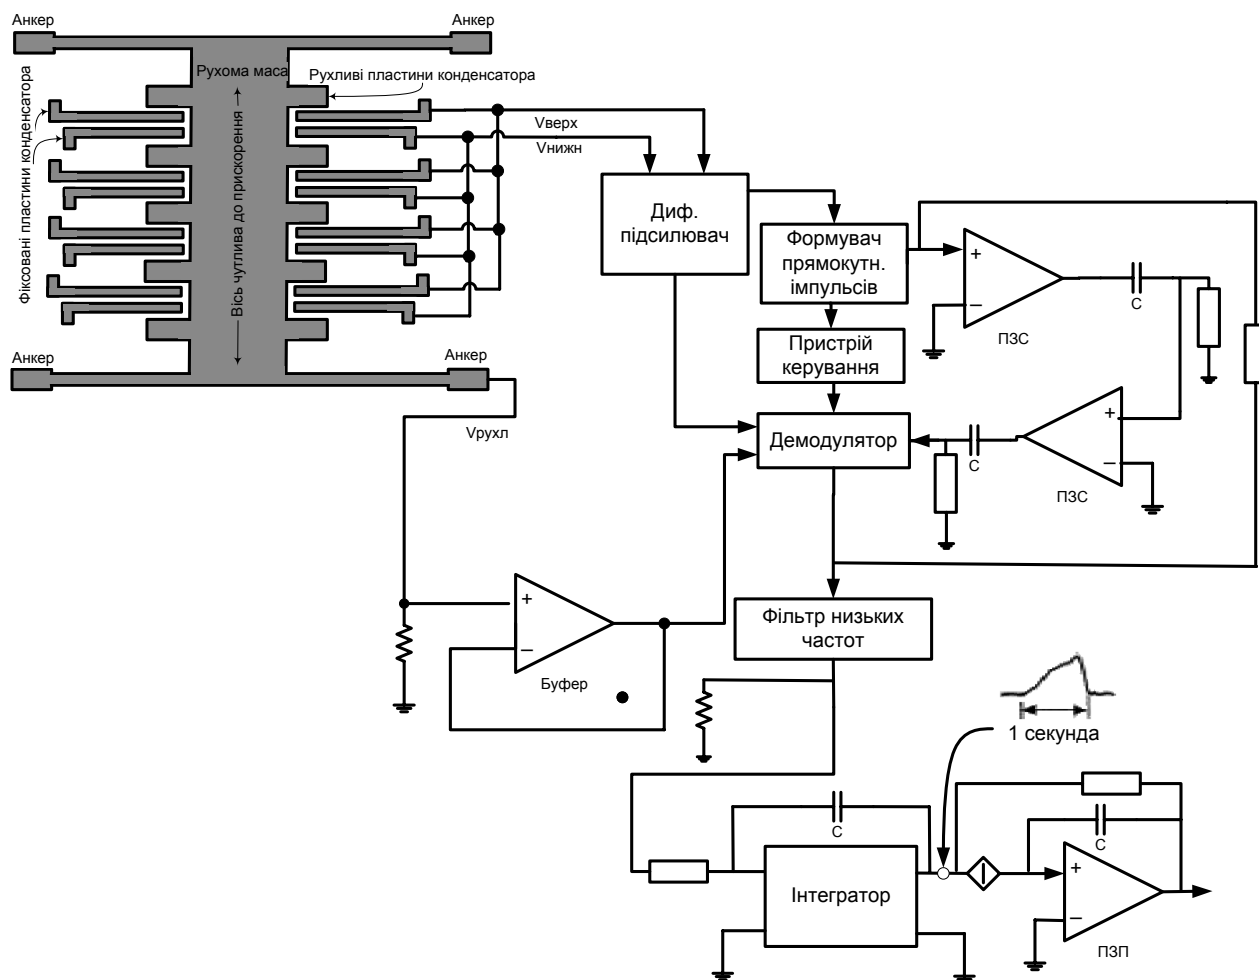 Анкер
Анкер
Рухома маса
Рухливі пластини конденсатора
Фіксовані пластини конденсатора
Вісь чутлива до прискорення
Vверх
Vнижн
Диф.
підсилювач
Формувач
прямокутн.
імпульсів
+
–
ПЗС
C
Пристрій
керування
Анкер
Анкер
Vрухл
Демодулятор
C
+
–
ПЗС
+
–
Буфер
Фільтр низьких
частот
1 секунда
C
C
Інтегратор
+
–
ПЗП